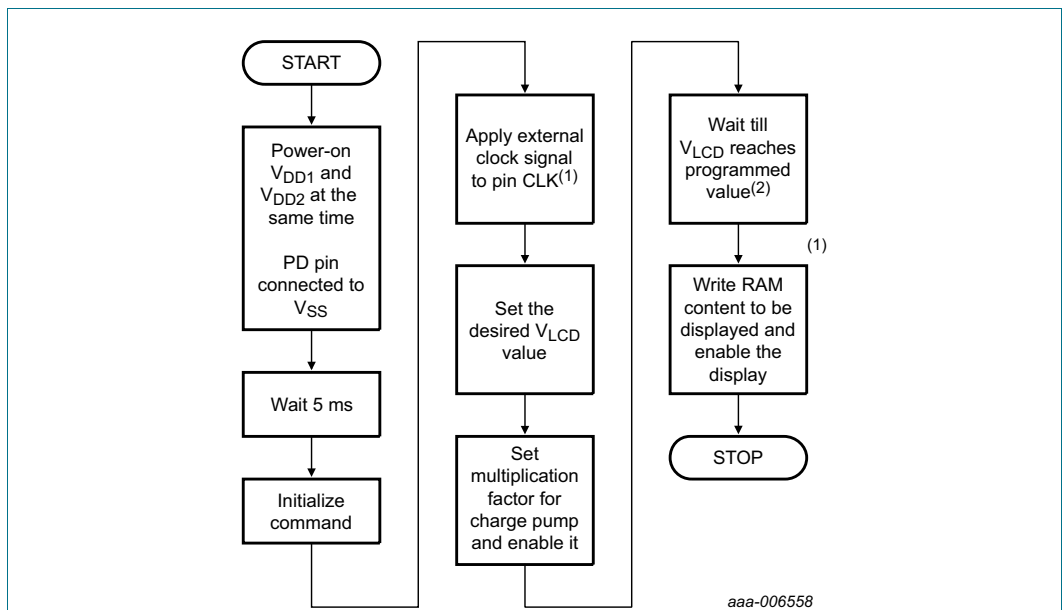 START
Power-on
VDD1 and
VDD2 at the
same time
PD pin
connected to
VSS
Wait 5 ms
Initialize
command
Apply external
clock signal
to pin CLK(1)
Set the
desired VLCD
value
Set
multiplication
factor for
charge pump
and enable it
Wait till
VLCD reaches
programmed
value(2)
(1)
Write RAM
content to be
displayed and
enable the
display
STOP
aaa-006558